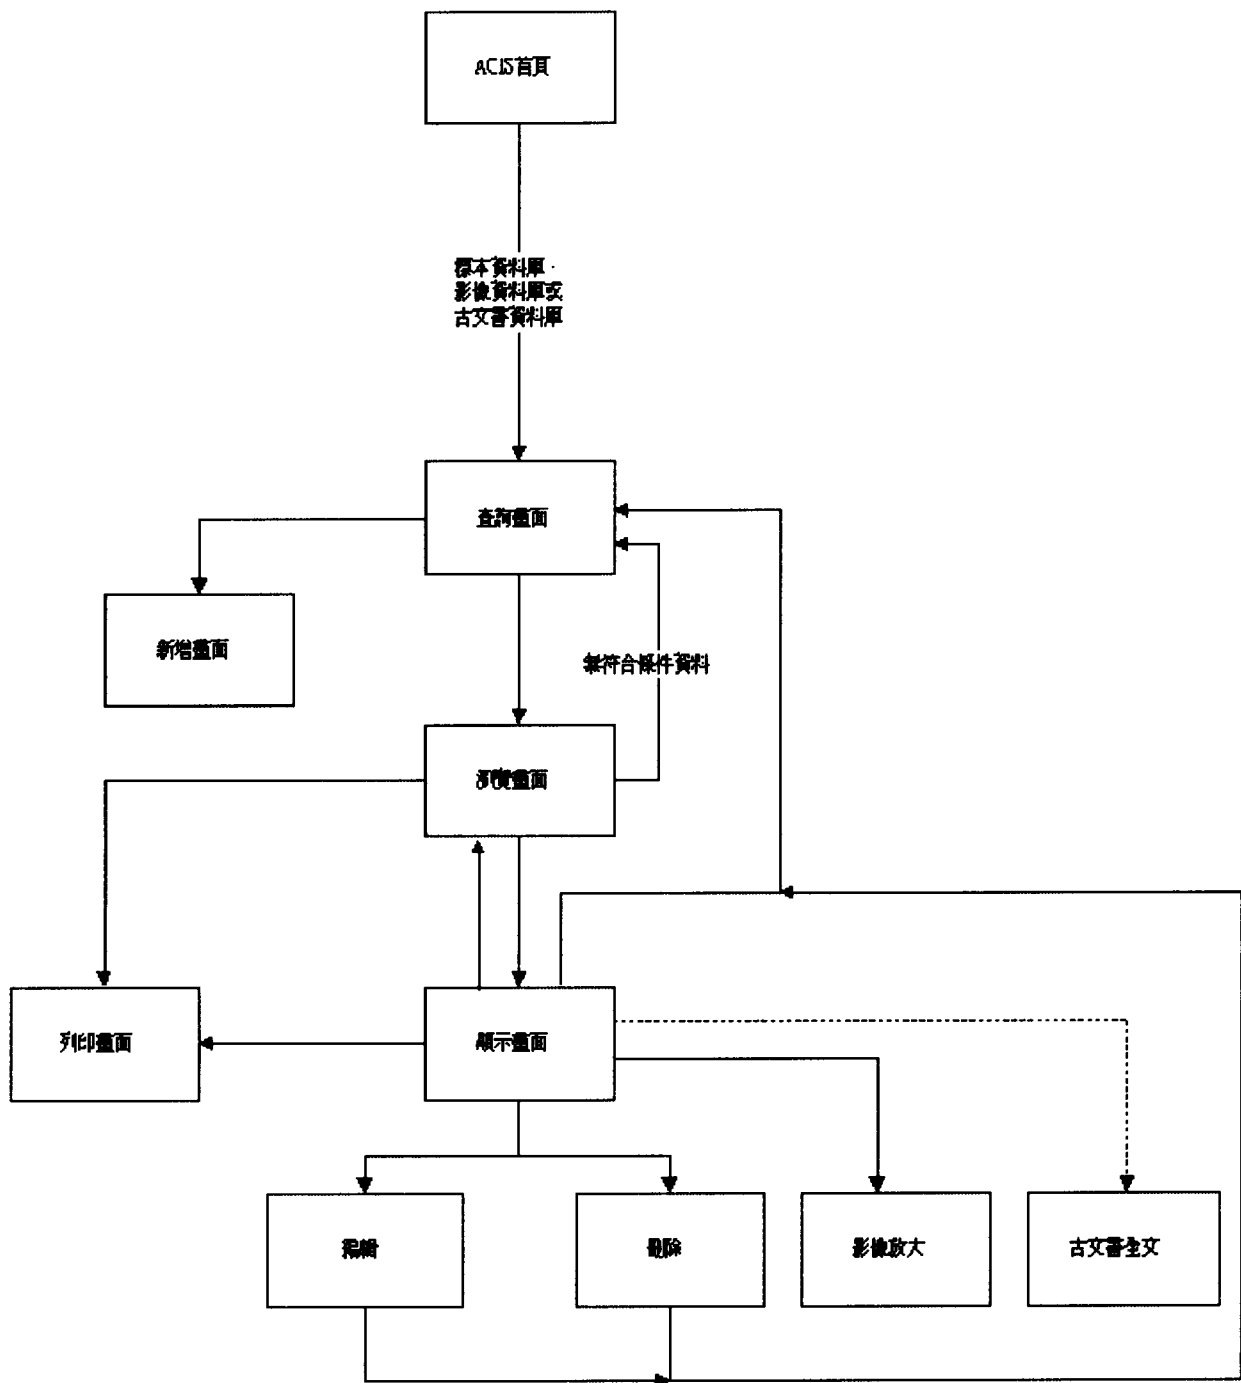 ACIS首頁
標本資料庫、
影像資料庫或
古文書資料庫
查詢畫面
新增畫面
無符合條件資料
瀏覽畫面
列印畫面
顯示畫面
編輯
刪除
影像放大
古文書全文